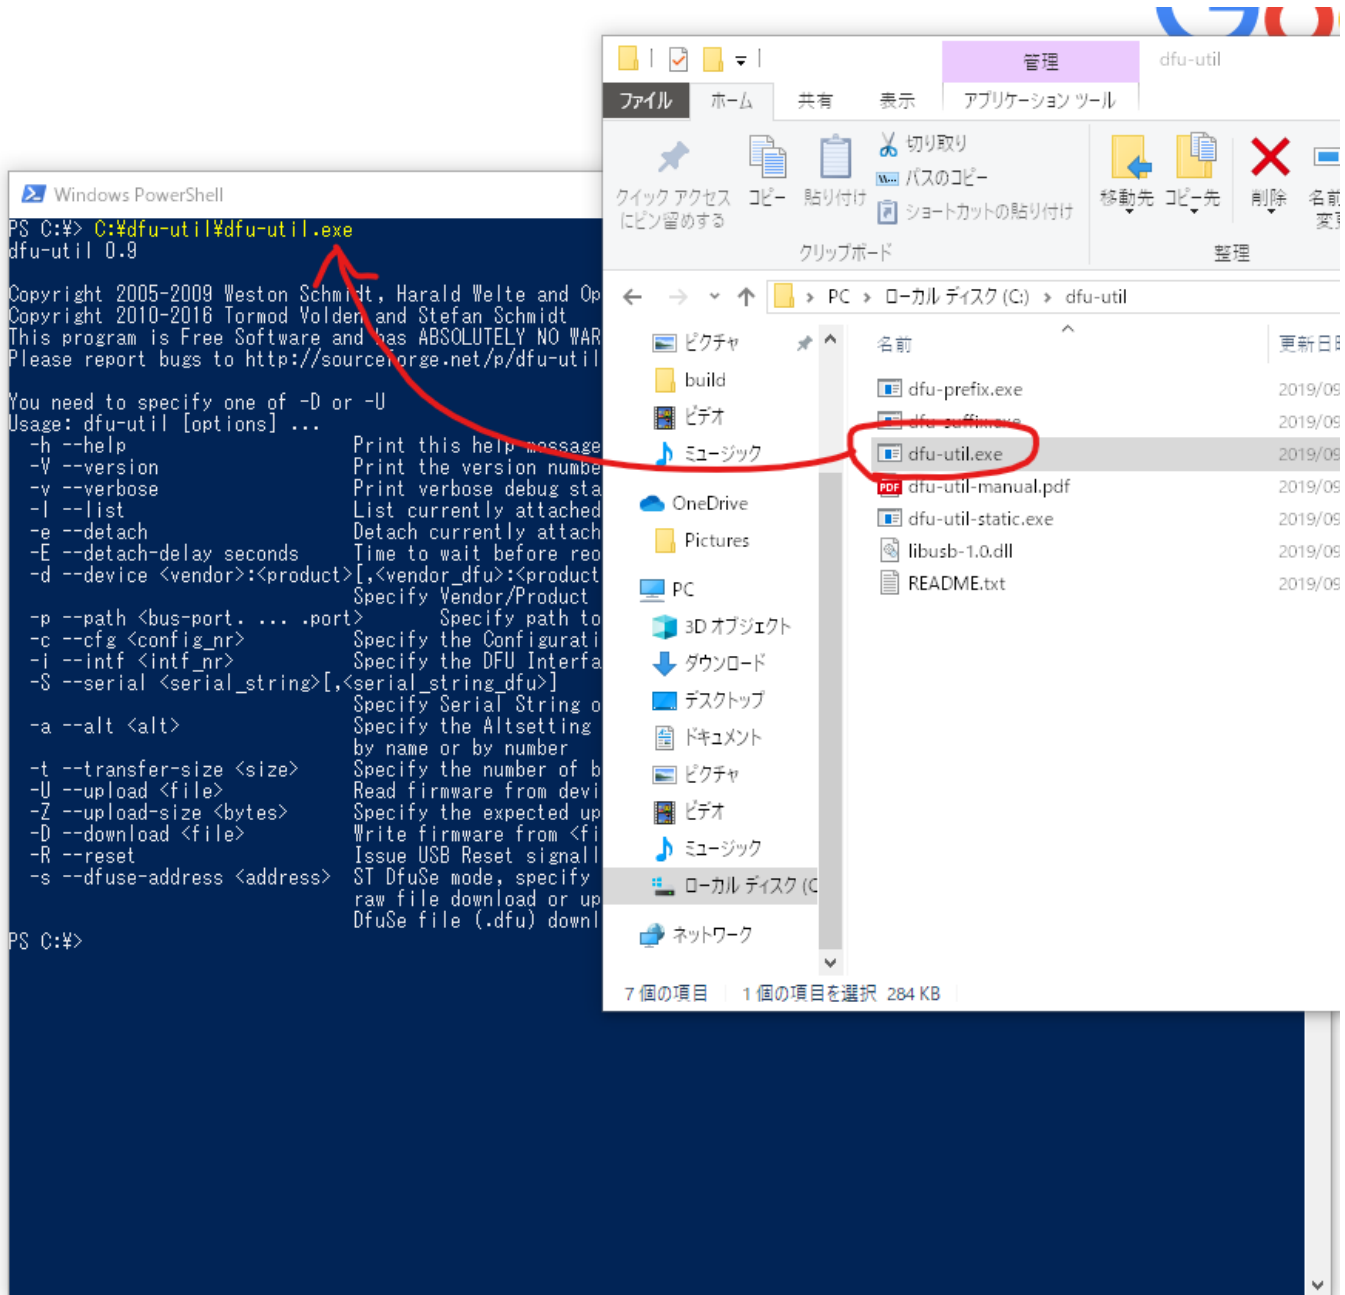 管理
dfu-util
ファイル
ホーム
共有
表示
アプリケーション ツール
クイック アクセス
にピン留めする
コピー
貼り付け
切り取り
パスのコピー
ショートカットの貼り付け
移動先
コピー先
削除
名前
クリップボード
整理
PC
ローカル ディスク (C:)
dfu-util
名前
ピクチャ
build
ビデオ
ミュージック
OneDrive
Pictures
PC
3D オブジェクト
ダウンロード
デスクトップ
ドキュメント
ピクチャ
ビデオ
ミュージック
ローカル ディスク (C
ネットワーク
dfu-prefix.exe 2019/09
dfu-suffix.exe 2019/09
dfu-util.exe 2019/09
PDF dfu-util-manual.pdf 2019/09
dfu-util-static.exe 2019/09
libusb-1.0.dll 2019/09
README.txt 2019/09
7 個の項目
1 個の項目を選択 284 KB
Windows PowerShell
PS C:¥> C:¥dfu-util¥dfu-util.exe
dfu-util 0.9
Copyright 2005-2009 Weston Schmidt, Harald Welte and Op
Copyright 2010-2016 Tormod Volden and Stefan Schmidt
This program is Free Software and has ABSOLUTELY NO WAR
Please report bugs to http://sourceforge.net/p/dfu-util
You need to specify one of -D or -U
Usage: dfu-util [options] ...
-h --help Print this help message
-V --version Print the version numbe
-v --verbose Print verbose debug sta
-l --list List currently attached
-e --detach Detach currently attach
-E --detach-delay seconds Time to wait before reo
-d --device <vendor>:<product>[,<vendor_dfu>:<product
Specify Vendor/Product
-p --path <bus-port. ... .port> Specify path to
-c --cfg <config_nr> Specify the Configurati
-i --intf <intf_nr> Specify the DFU Interfa
-S --serial <serial_string>[,<serial_string_dfu>]
Specify Serial String o
-a --alt <alt> Specify the Altsetting
by name or by number
-t --transfer-size <size> Specify the number of b
-U --upload <file> Read firmware from devi
-Z --upload-size <bytes> Specify the expected up
-D --download <file> Write firmware from <fi
-R --reset Issue USB Reset signall
-s --dfuse-address <address> ST DfuSe mode, specify
raw file download or up
DfuSe file (.dfu) downl
PS C:¥>